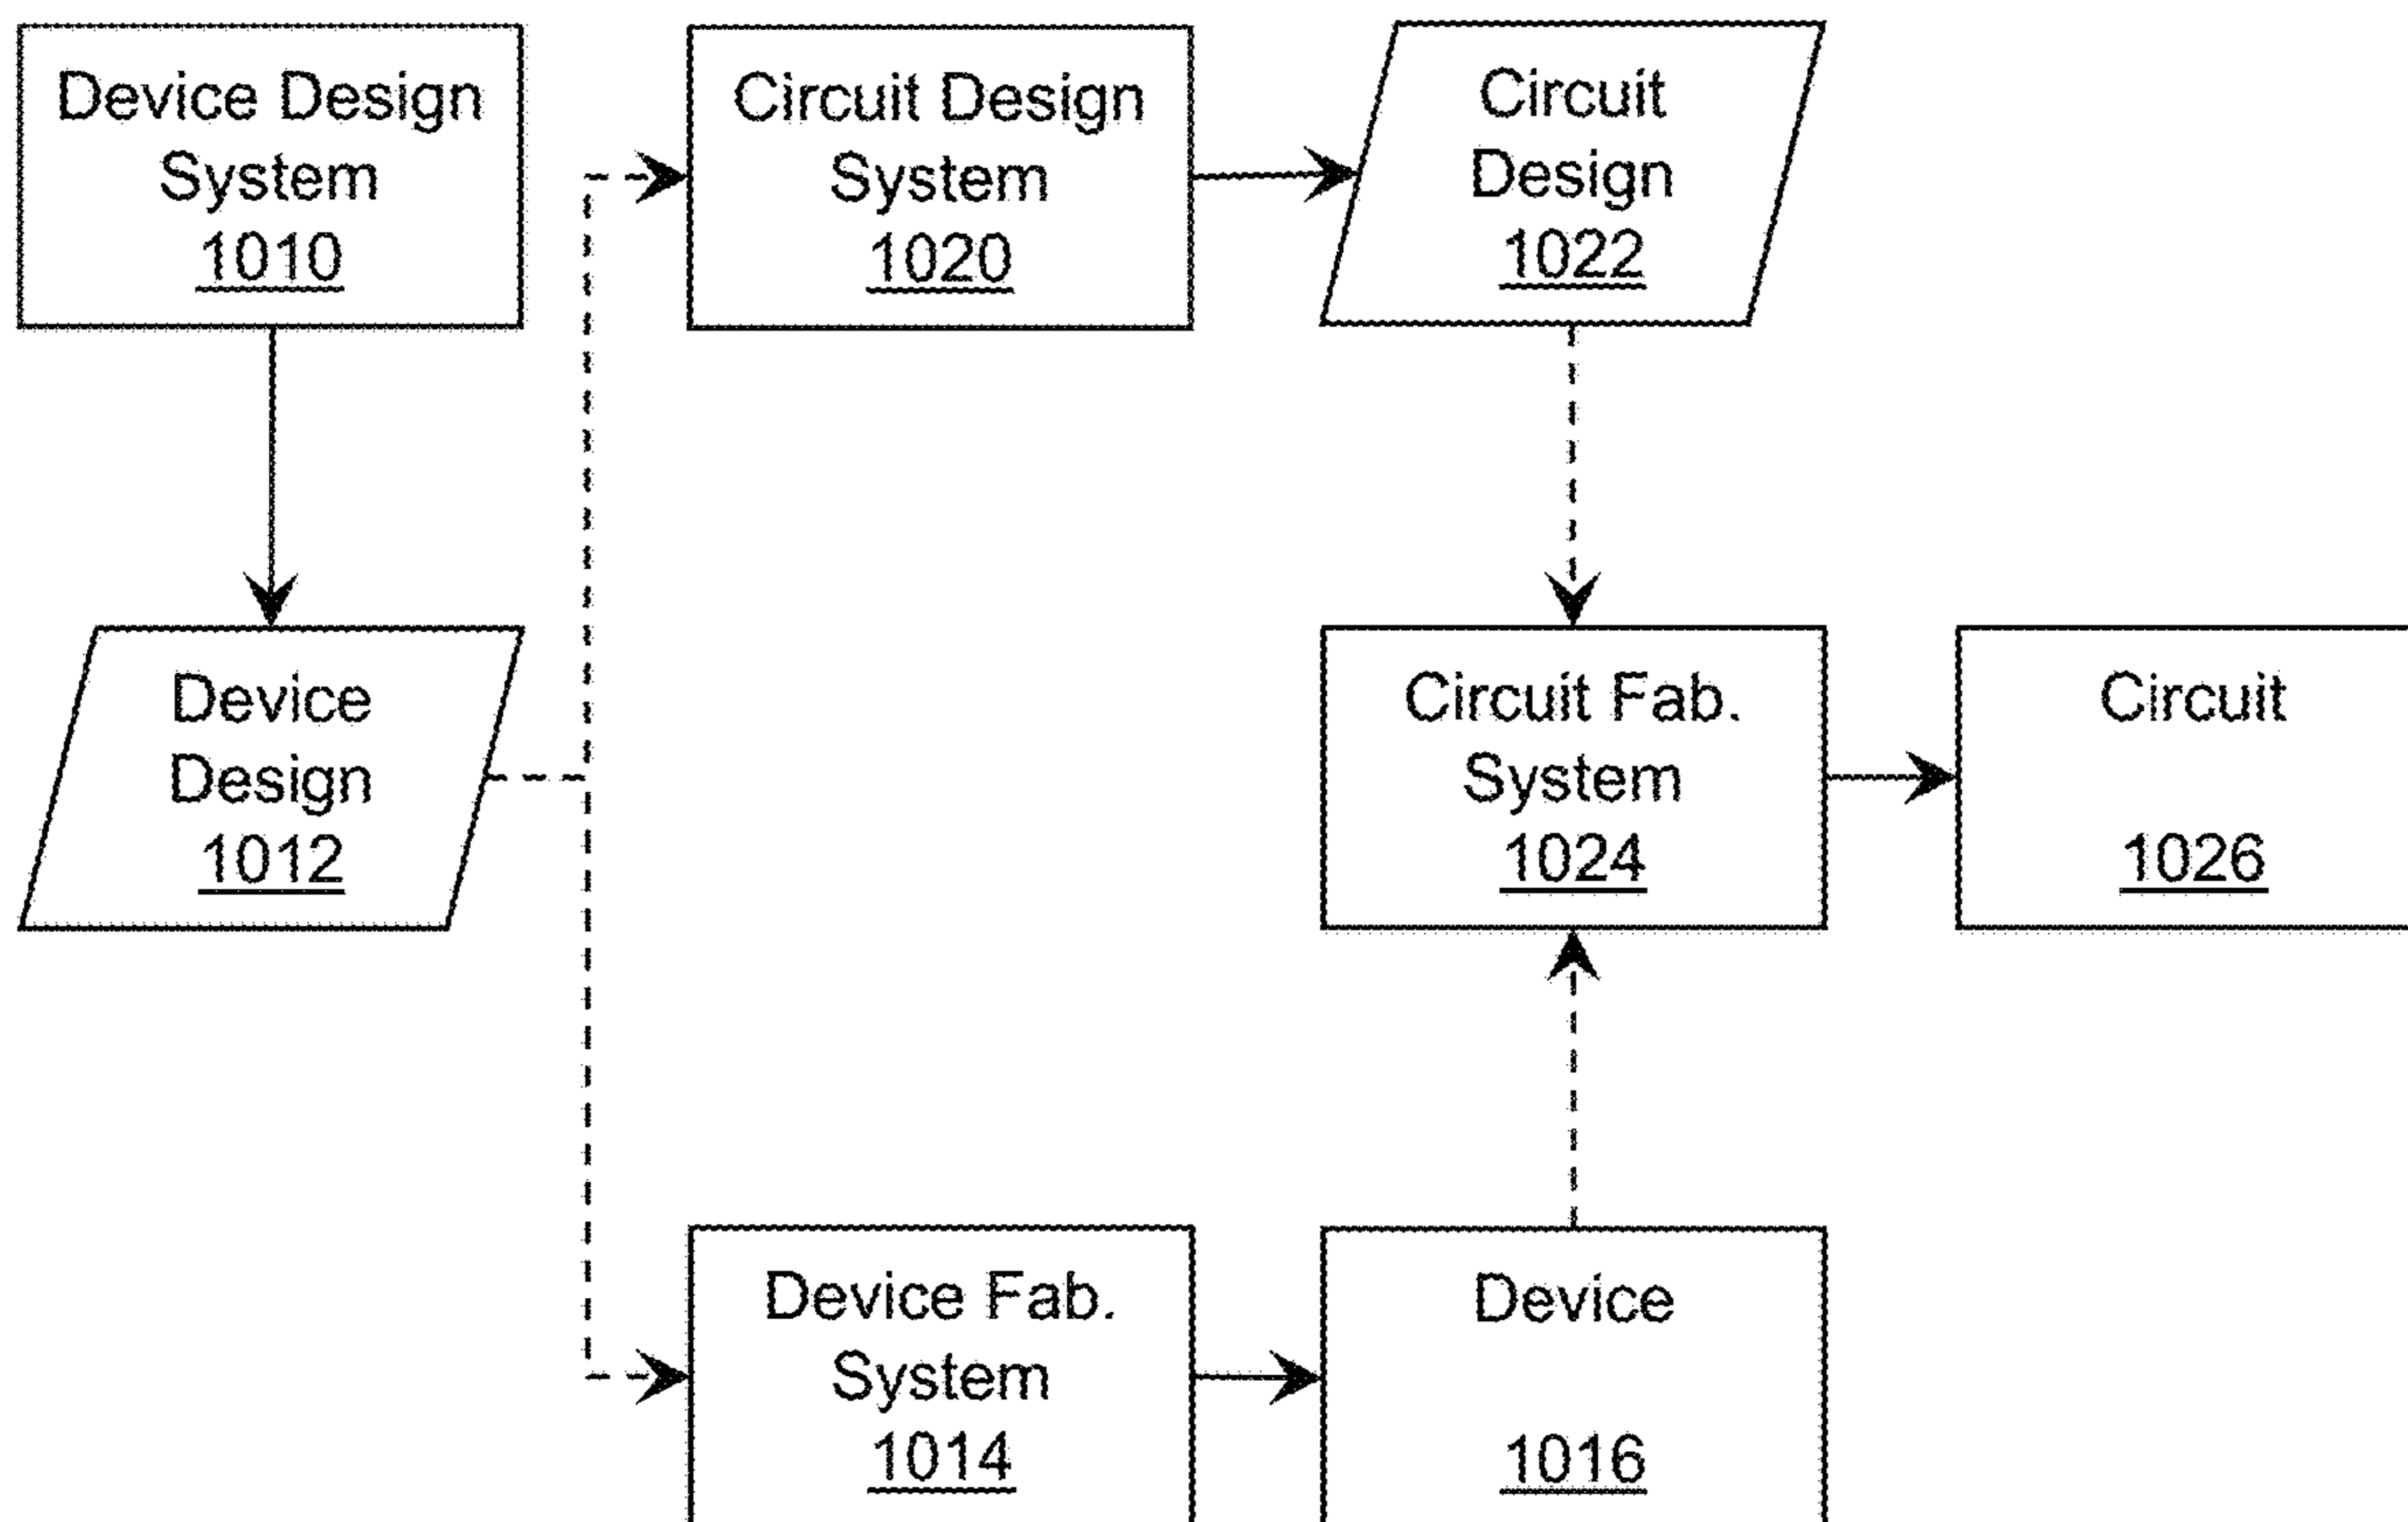 Device Design
System
1010
Circuit Design
System
1020
Circuit
Design
1022
Device
Design
1012
Circuit Fab.
System
1024
Circuit
1026
Device Fab.
System
1014
Device
1016